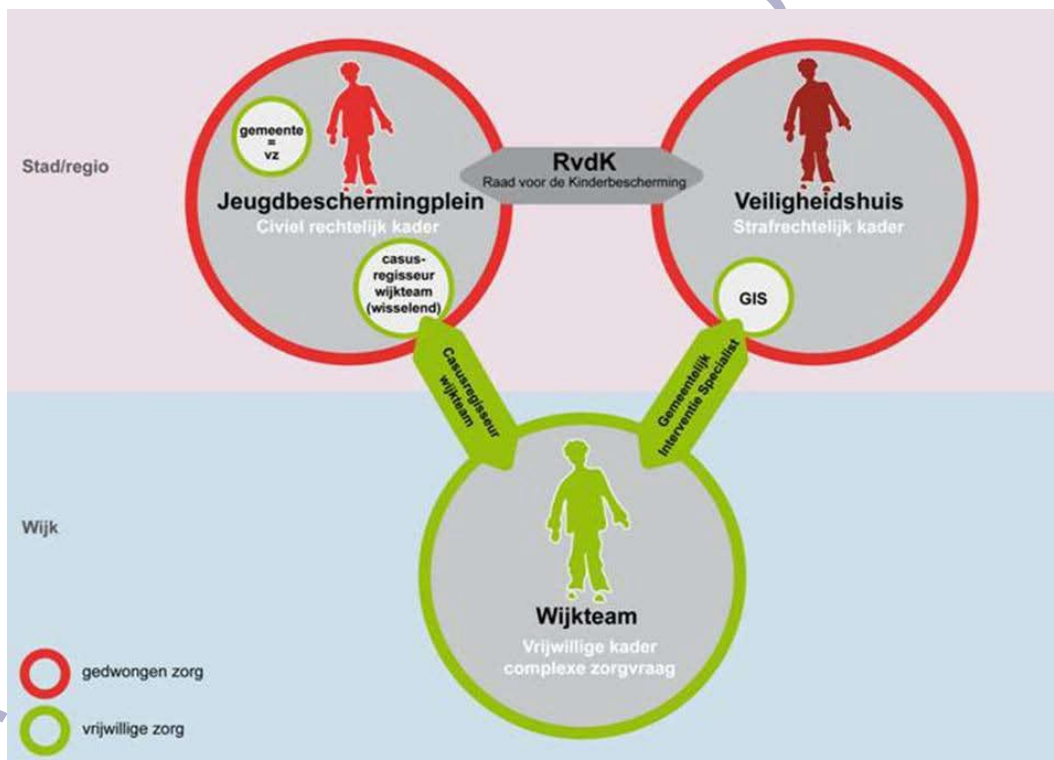 Stad/regio
gemeente
=
vz
Jeugdbeschermingplein
Civiel rechtelijk kader
casus-
regisseur
wijkteam
(wisselend)
RvdK
Raad voor de Kinderbescherming
Veiligheidshuis
Strafrechtelijk kader
GIS
Casusregisseur
wijkteam
Gemeentelijk
Interventie Specialist
Wijk
Wijkteam
Vrijwillige kader
complexe zorgvraag
gedwongen zorg
vrijwillige zorg